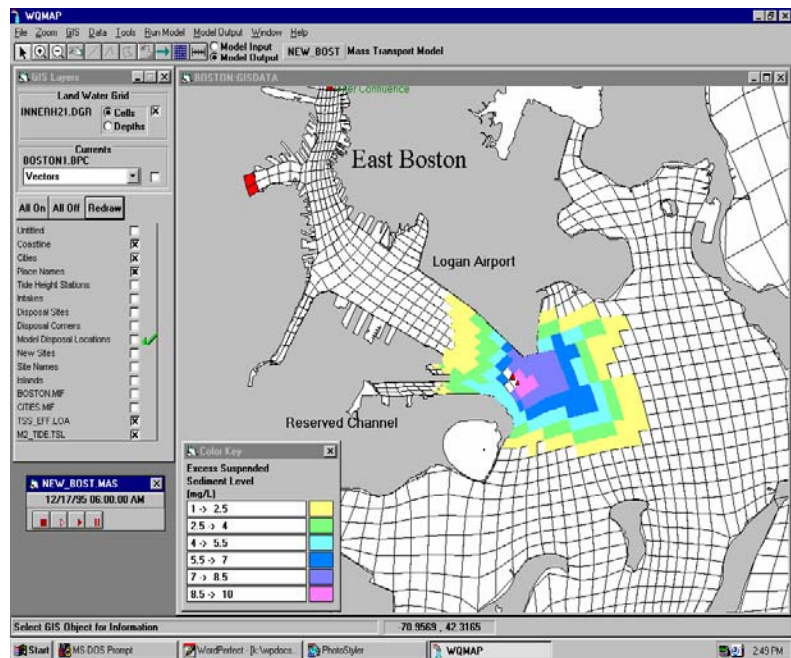 WQMAP
File Zoom GIS Data Tools Run Model Model Output Window Help
Model Input
Model Output
NEW_BOST Mass Transport Model
GIS Layers
Land Water Grid
INNERH21.DGR
Cells
Depths
Currents
BOSTON1.BPC
Vectors
All On All Off Redraw
Untitled
Coastline
Cities
Place Names
Tide Height Stations
Intakes
Disposal Sites
Disposal Corners
Model Disposal Locations
New Sites
Site Names
Islands
BOSTON.MIF
CITIES.MIF
TSS_EFF.LOA
M2_TIDE.TSL
NEW_BOST.MAS
12/17/95 06.00.00 AM
BOSTON:GISDATA
Confluence
East Boston
Logan Airport
Reserved Channel
Color Key
Excess Suspended
Sediment Level
(mg/L)
1 -> 2.5
2.5 -> 4
4 -> 5.5
5.5 -> 7
7 -> 8.5
8.5 -> 10
Select GIS Object for Information
-70.9569 , 42.3165
Start
MS-DOS Prompt
WordPerfect - [k:\wpdocs...
PhotoStyler
WQMAP
2:49 PM